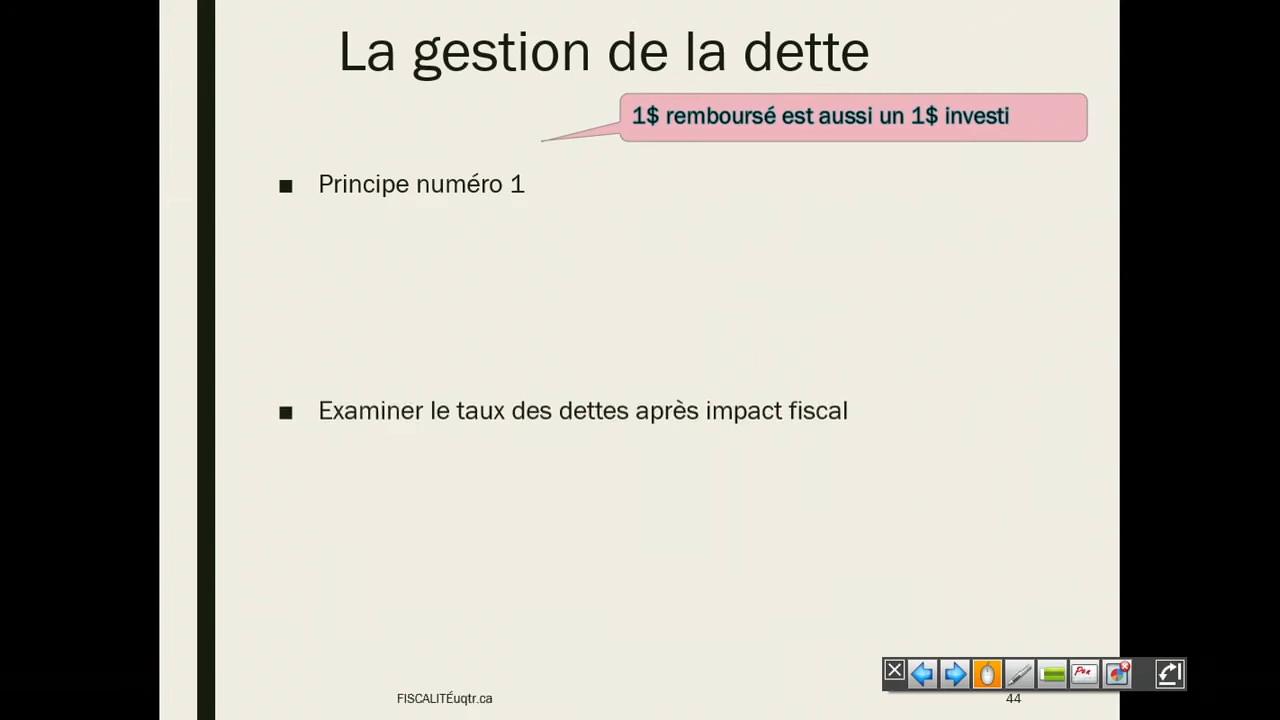 La gestion de la dette
1$ remboursé est aussi un 1$ investi
■ Principe numéro 1
■ Examiner le taux des dettes après impact fiscal
Pen
FISCALITÉuqtr.ca
44